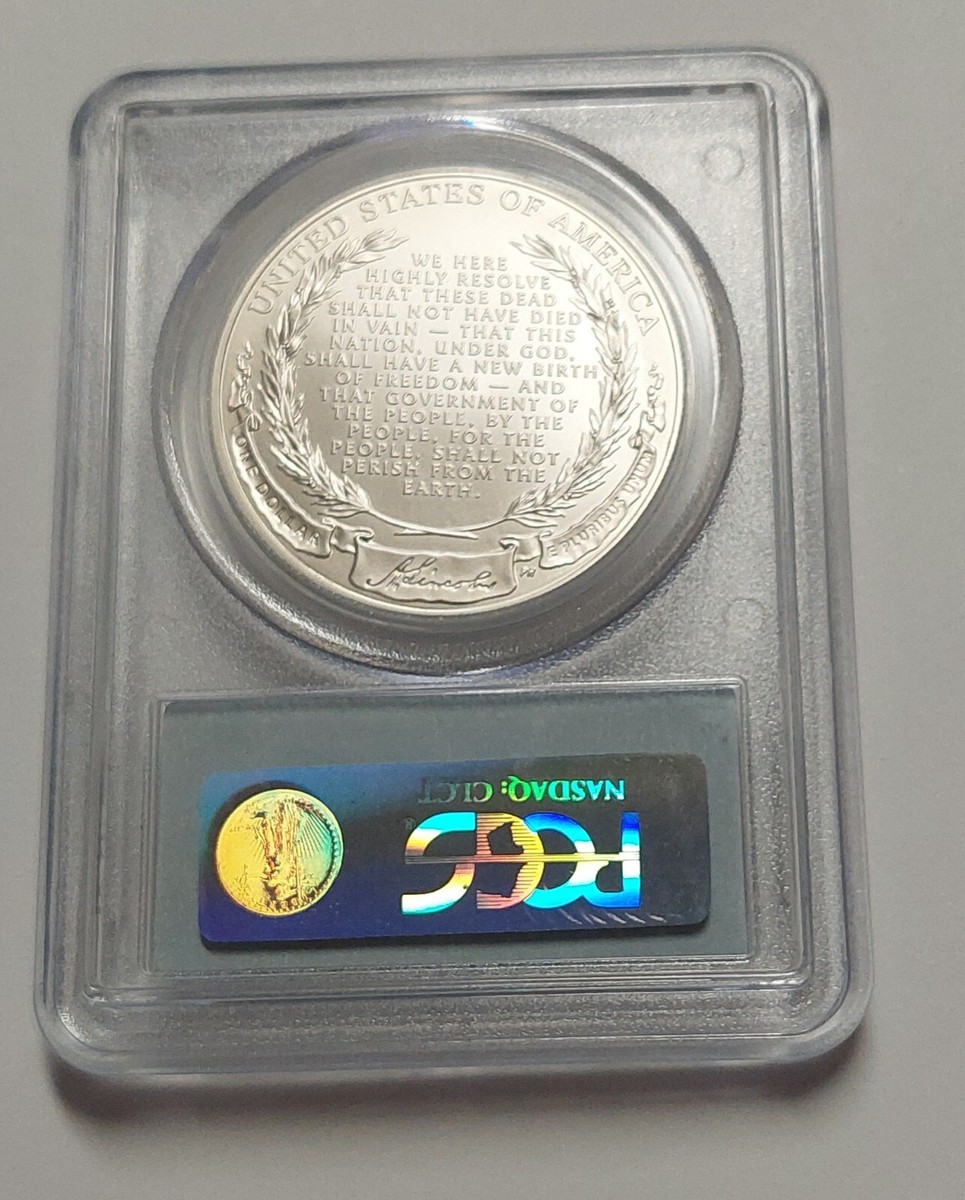 UNITED STATES OF AMERICA
WE HERE
HIGHLY RESOLVE
THAT THESE DEAD
SHALL NOT HAVE DIED
IN VAIN — THAT THIS
NATION, UNDER GOD,
SHALL HAVE A NEW BIRTH
OF FREEDOM — AND
THAT GOVERNMENT OF
THE PEOPLE, BY THE
PEOPLE, FOR THE
PEOPLE, SHALL NOT
PERISH FROM THE
EARTH.
ONE DOLLAR
A. Lincoln
E PLURIBUS UNUM
NASDAQ: CLCT
PCGS